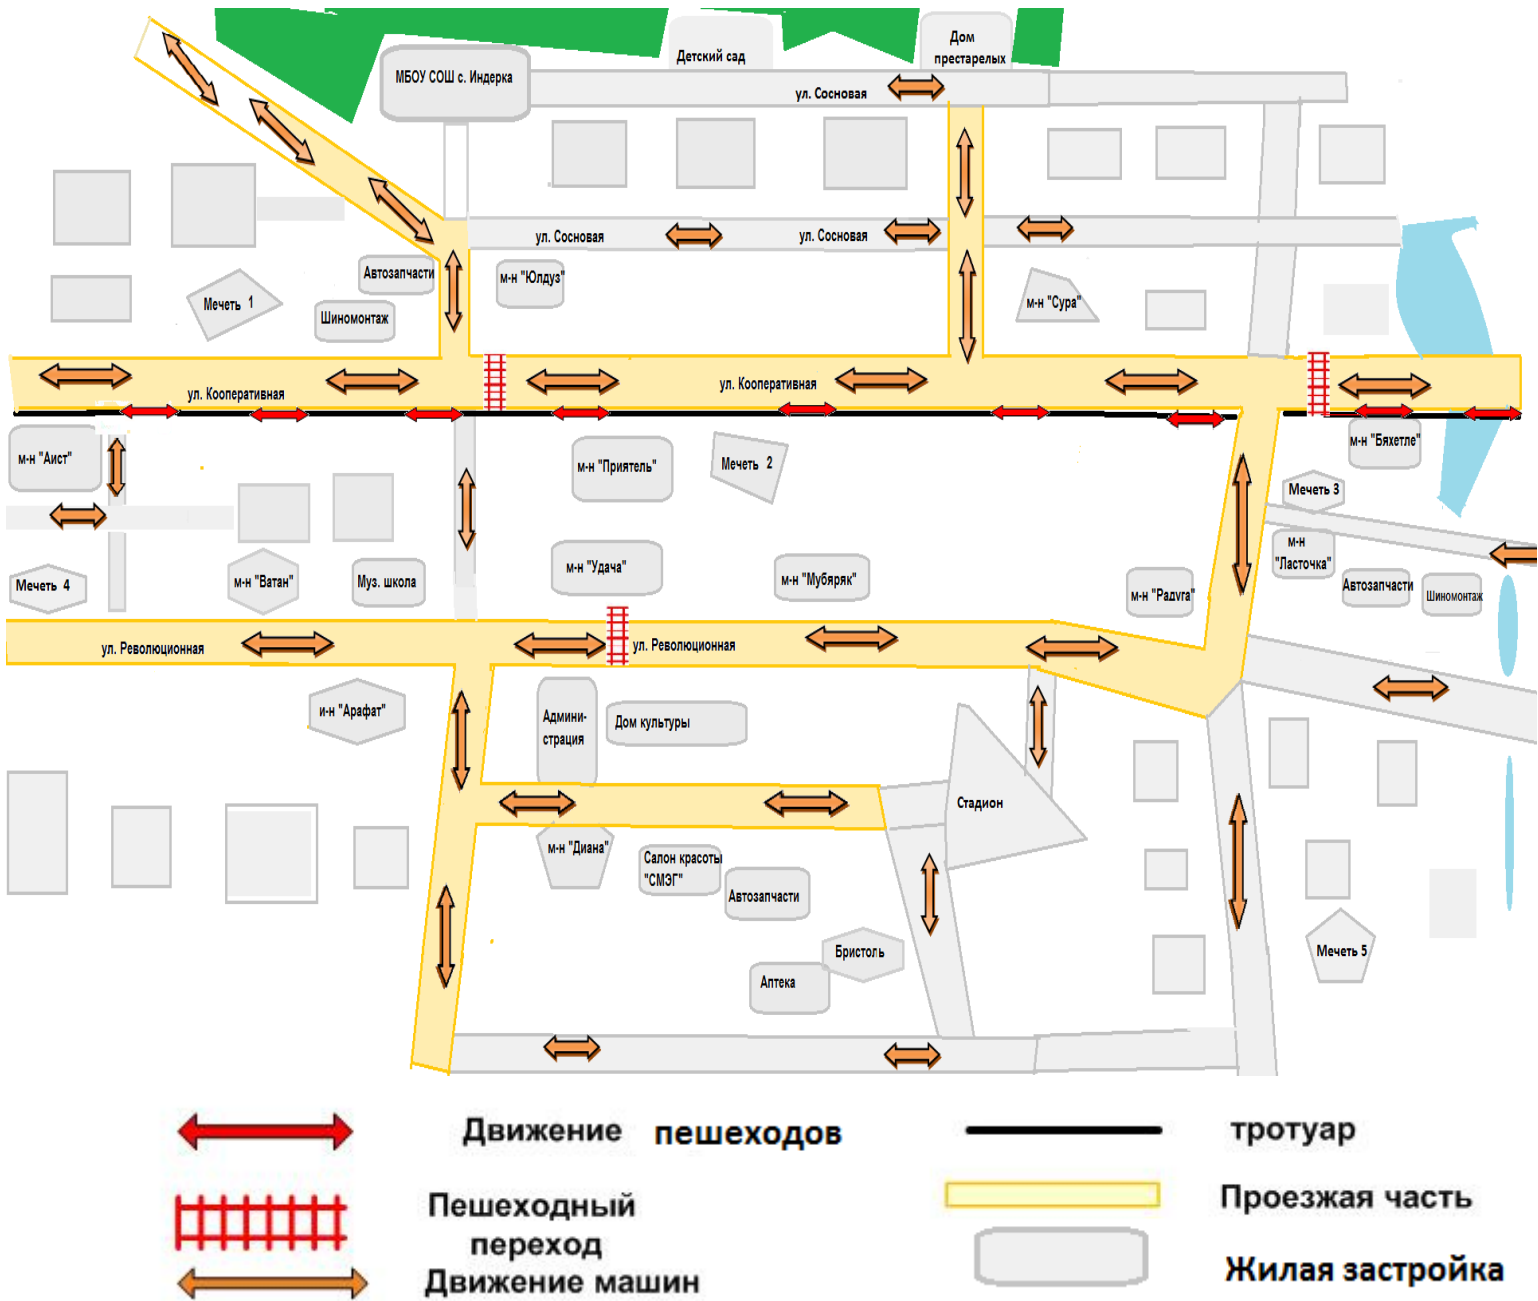 Детский сад
Дом
престарелых
МБОУ СОШ с. Индерка
ул. Сосновая
ул. Сосновая
ул. Сосновая
Автозапчасти
м-н "Юлдуз"
Мечеть 1
Шиномонтаж
м-н "Сура"
ул. Кооперативная
ул. Кооперативная
м-н "Аист"
м-н "Приятель"
Мечеть 2
м-н "Бяхетле"
Мечеть 3
м-н
"Ласточка"
Мечеть 4
м-н "Ватан"
Муз. школа
м-н "Удача"
м-н "Мубяряк"
м-н "Радуга"
Автозапчасти
Шиномонтаж
ул. Революционная
ул. Революционная
и-н "Арафат"
Админи-
страция
Дом культуры
Стадион
м-н "Диана"
Салон красоты
"СМЭГ"
Автозапчасти
Бристоль
Аптека
Мечеть 5
Движение пешеходов
тротуар
Пешеходный
переход
Проезжая часть
Движение машин
Жилая застройка